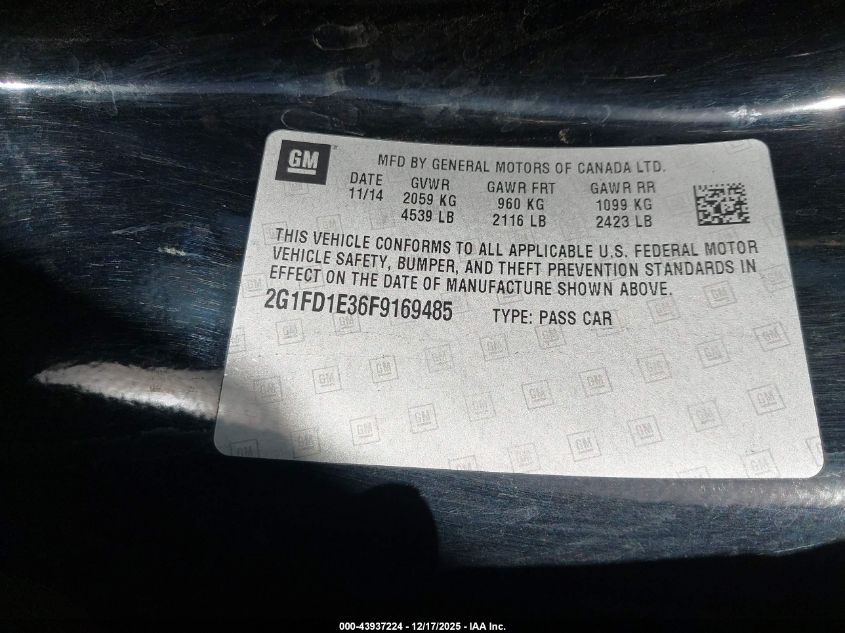 GM
MFD BY GENERAL MOTORS OF CANADA LTD.
DATE GVWR GAWR FRT GAWR RR
11/14 2059 KG 960 KG 1099 KG
4539 LB 2116 LB 2423 LB
THIS VEHICLE CONFORMS TO ALL APPLICABLE U.S. FEDERAL MOTOR
VEHICLE SAFETY, BUMPER, AND THEFT PREVENTION STANDARDS IN
EFFECT ON THE DATE OF MANUFACTURE SHOWN ABOVE.
2G1FD1E36F9169485 TYPE: PASS CAR
000-43937224 - 12/17/2025 - IAA Inc.